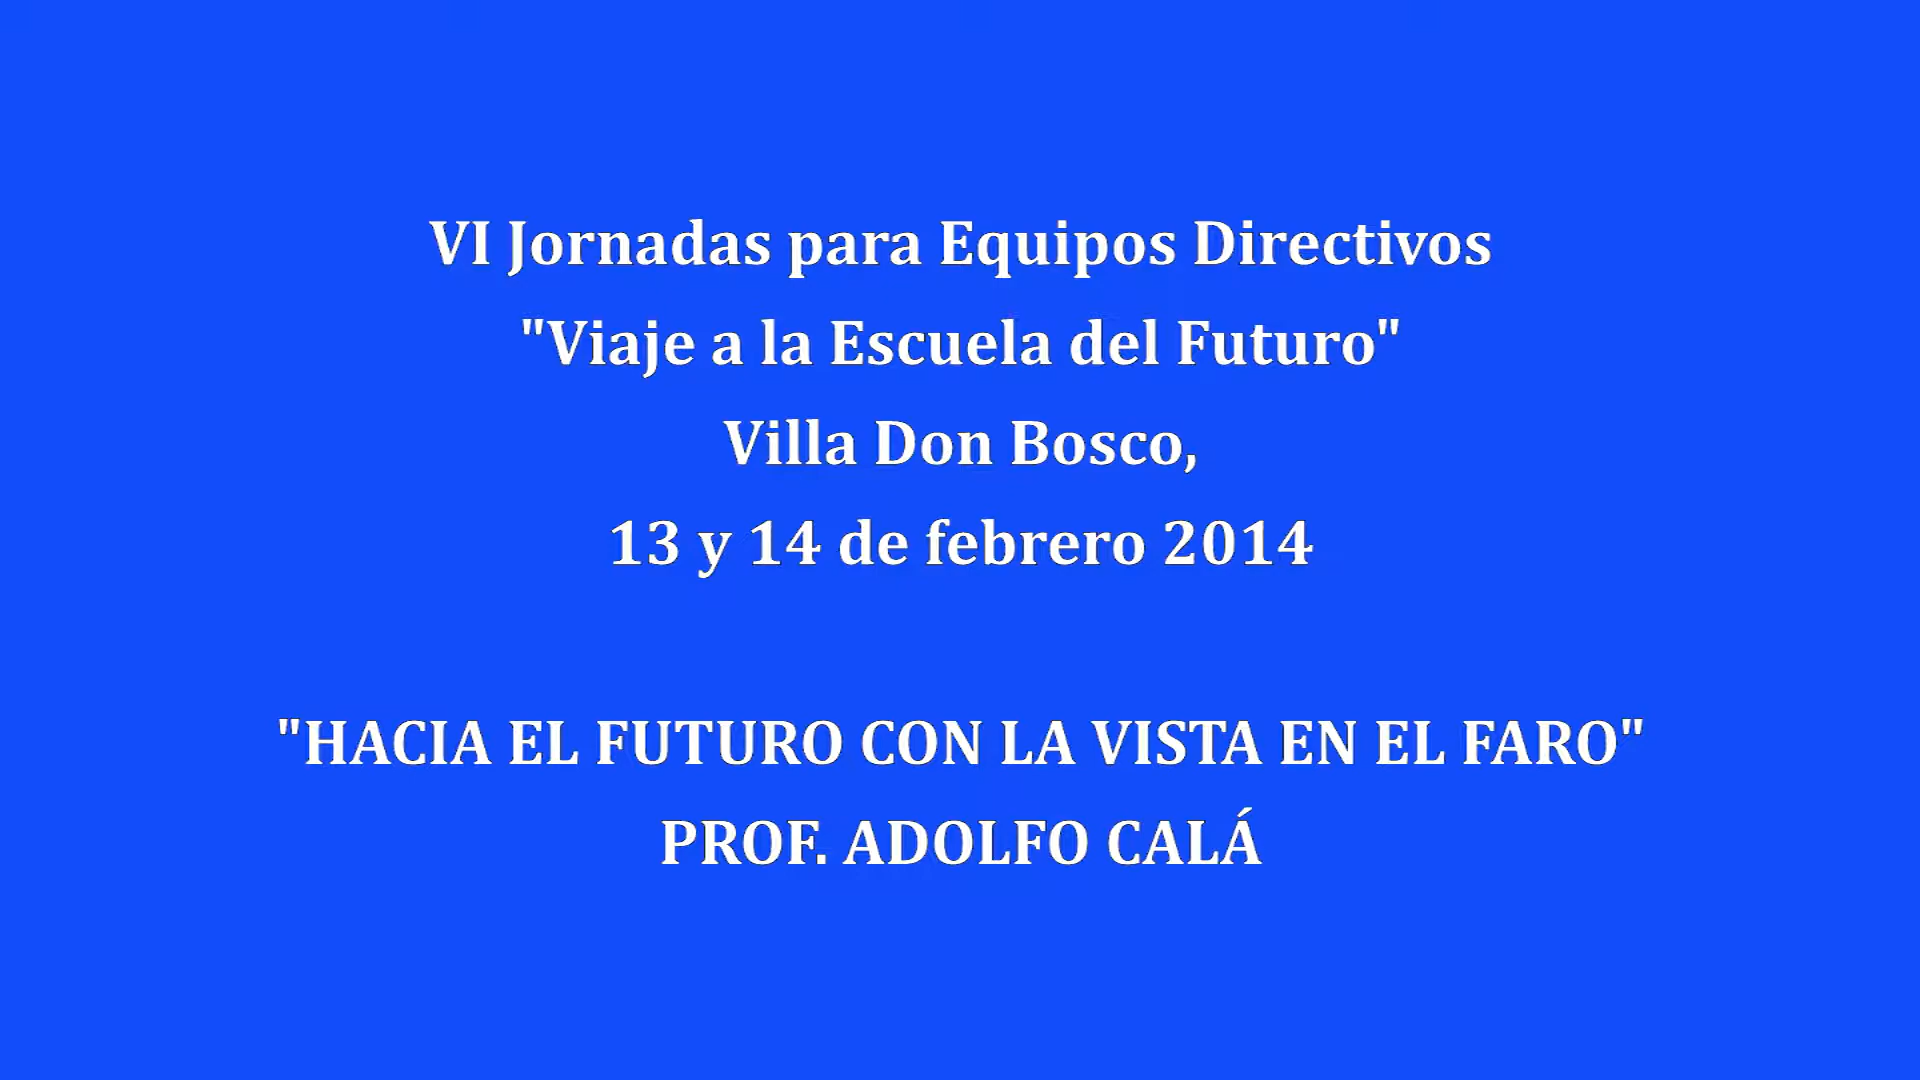 VI Jornadas para Equipos Directivos
"Viaje a la Escuela del Futuro"
Villa Don Bosco,
13 y 14 de febrero 2014
"HACIA EL FUTURO CON LA VISTA EN EL FARO"
PROF. ADOLFO CALÁ